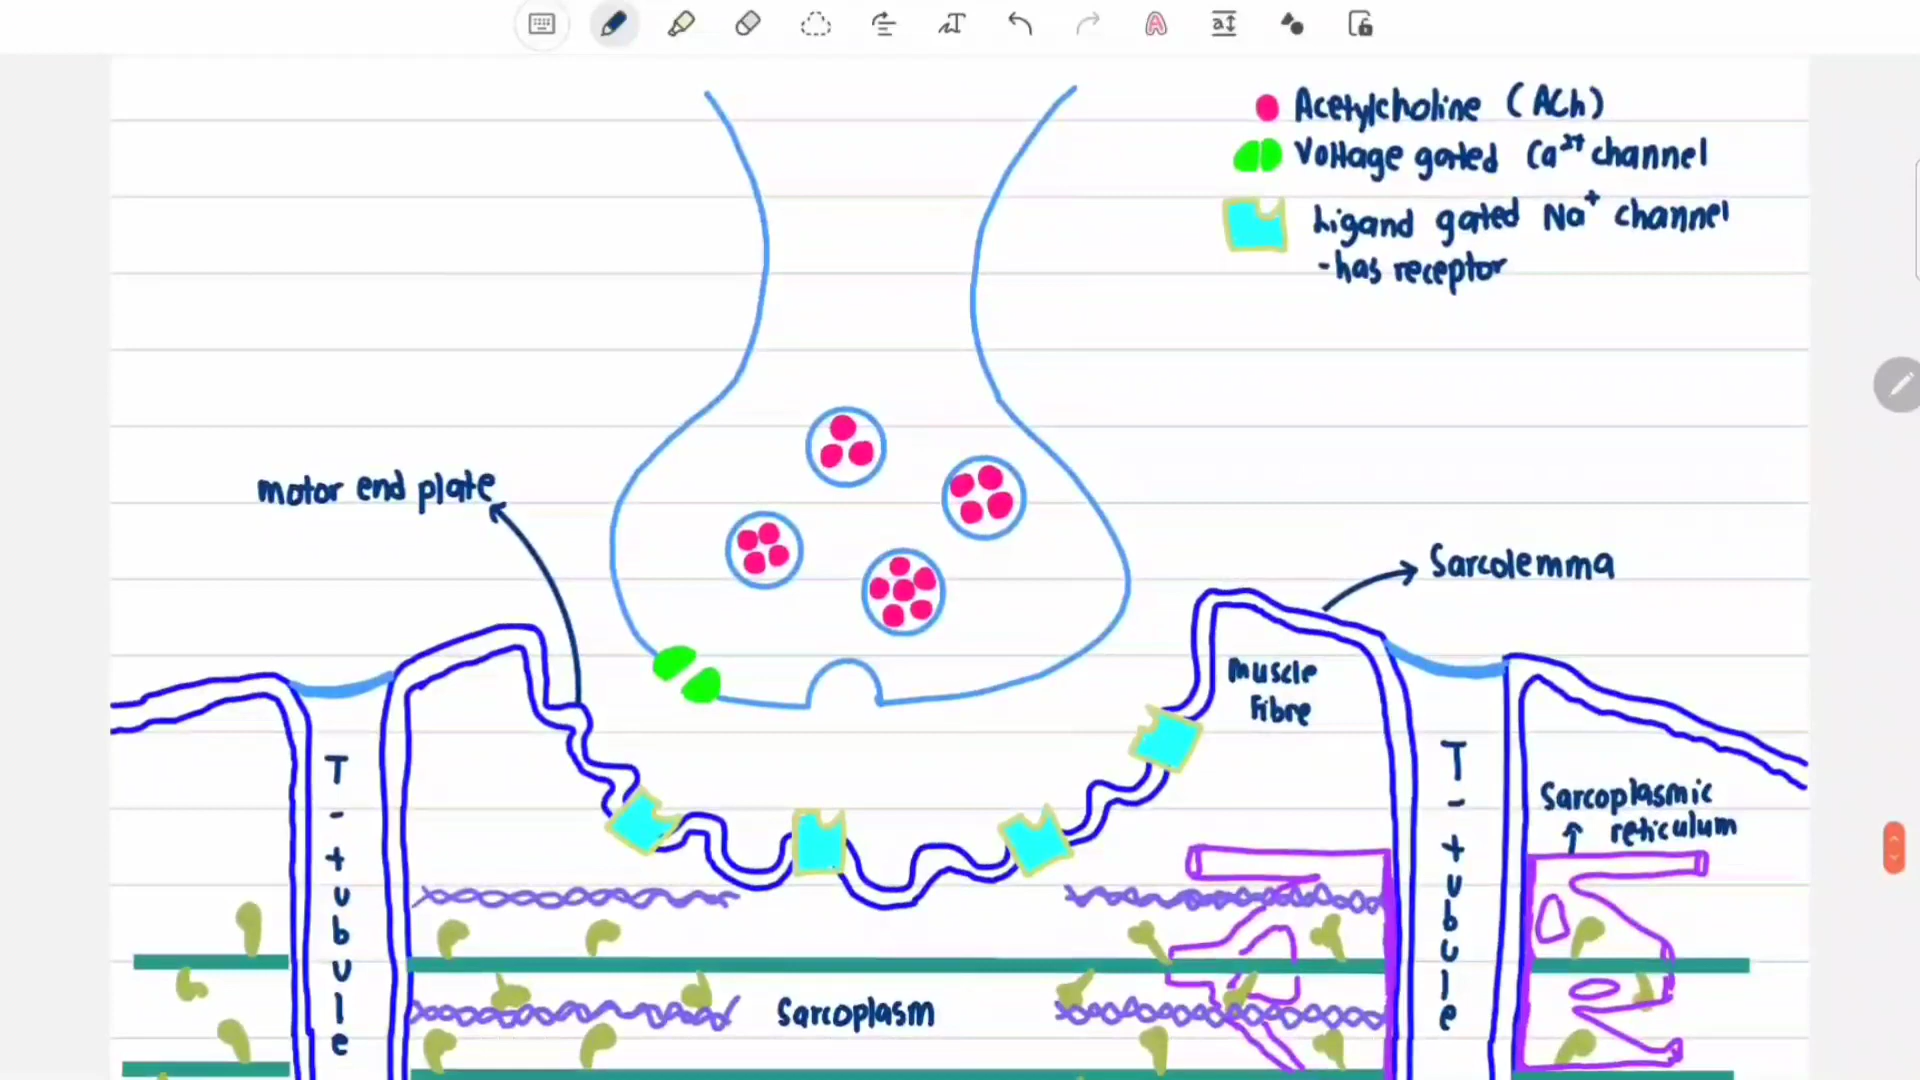 Acetylcholine (ACh)
Voltage gated Ca²⁺ channel
Ligand gated Na⁺ channel
-has receptor
motor end plate
Sarcolemma
Muscle
Fibre
T-tubule
T-tubule
Sarcoplasmic
reticulum
Sarcoplasm